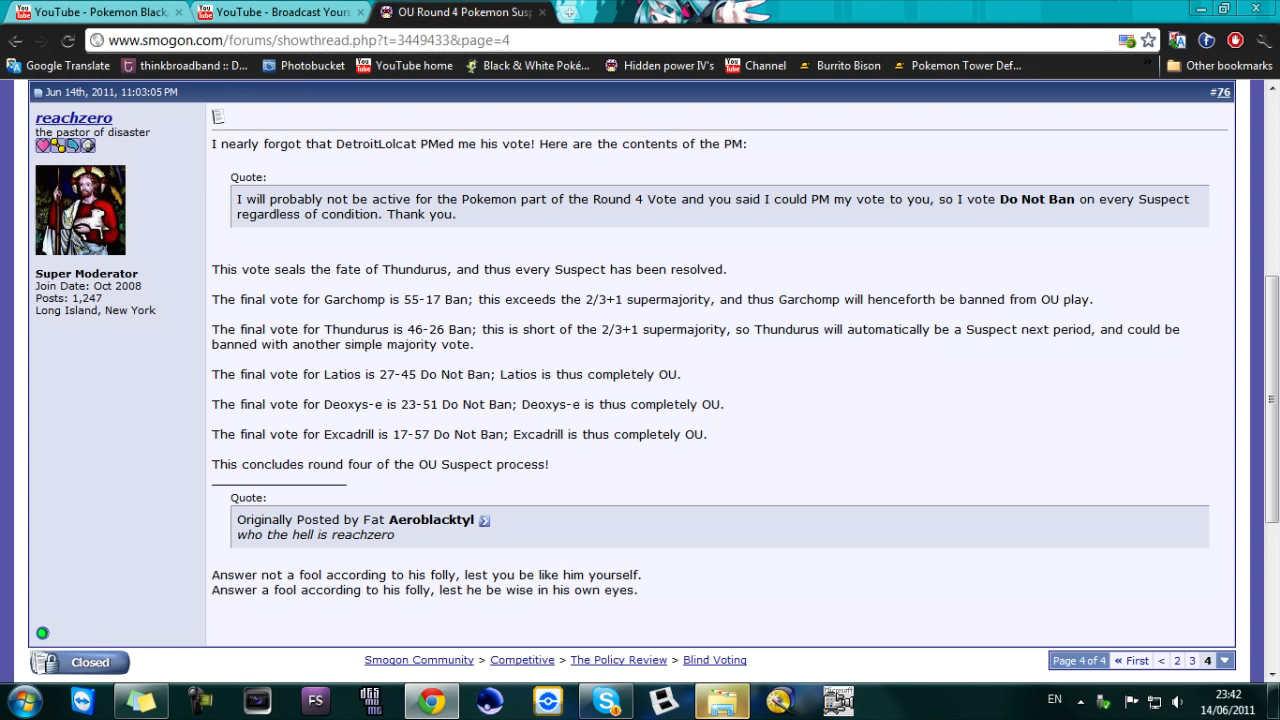 YouTube - Pokemon Black
YouTube - Broadcast Yours
OU Round 4 Pokemon Sus
www.smogon.com/forums/showthread.php?t=3449433&page=4
Google Translate thinkbroadband :: D... Photobucket YouTube home Black & White Poké... Hidden power IV's Channel Burrito Bison Pokemon Tower Def... » Other bookmarks
Jun 14th, 2011, 11:03:05 PM #76
reachzero
the pastor of disaster
Super Moderator
Join Date: Oct 2008
Posts: 1,247
Long Island, New York
I nearly forgot that DetroitLolcat PMed me his vote! Here are the contents of the PM:
Quote:
I will probably not be active for the Pokemon part of the Round 4 Vote and you said I could PM my vote to you, so I vote Do Not Ban on every Suspect
regardless of condition. Thank you.
This vote seals the fate of Thundurus, and thus every Suspect has been resolved.
The final vote for Garchomp is 55-17 Ban; this exceeds the 2/3+1 supermajority, and thus Garchomp will henceforth be banned from OU play.
The final vote for Thundurus is 46-26 Ban; this is short of the 2/3+1 supermajority, so Thundurus will automatically be a Suspect next period, and could be
banned with another simple majority vote.
The final vote for Latios is 27-45 Do Not Ban; Latios is thus completely OU.
The final vote for Deoxys-e is 23-51 Do Not Ban; Deoxys-e is thus completely OU.
The final vote for Excadrill is 17-57 Do Not Ban; Excadrill is thus completely OU.
This concludes round four of the OU Suspect process!
Quote:
Originally Posted by Fat Aeroblacktyl
who the hell is reachzero
Answer not a fool according to his folly, lest you be like him yourself.
Answer a fool according to his folly, lest he be wise in his own eyes.
Closed
Smogon Community > Competitive > The Policy Review > Blind Voting
Page 4 of 4 « First < 2 3 4
FS
EN
23:42
14/06/2011